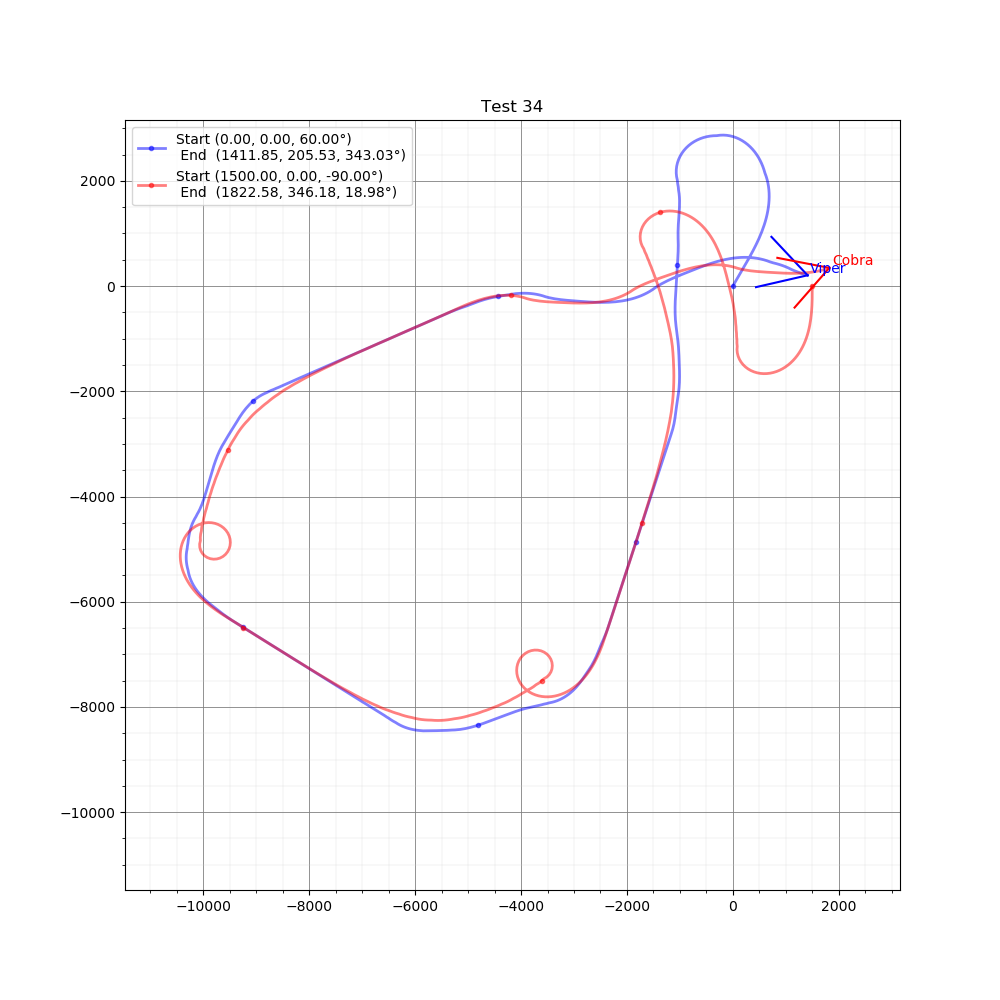 Test 34
Start (0.00, 0.00, 60.00°)
End  (1411.85, 205.53, 343.03°)
Start (1500.00, 0.00, -90.00°)
End  (1822.58, 346.18, 18.98°)
Cobra
Viper
2000
0
−2000
−4000
−6000
−8000
−10000
−10000 −8000 −6000 −4000 −2000 0 2000